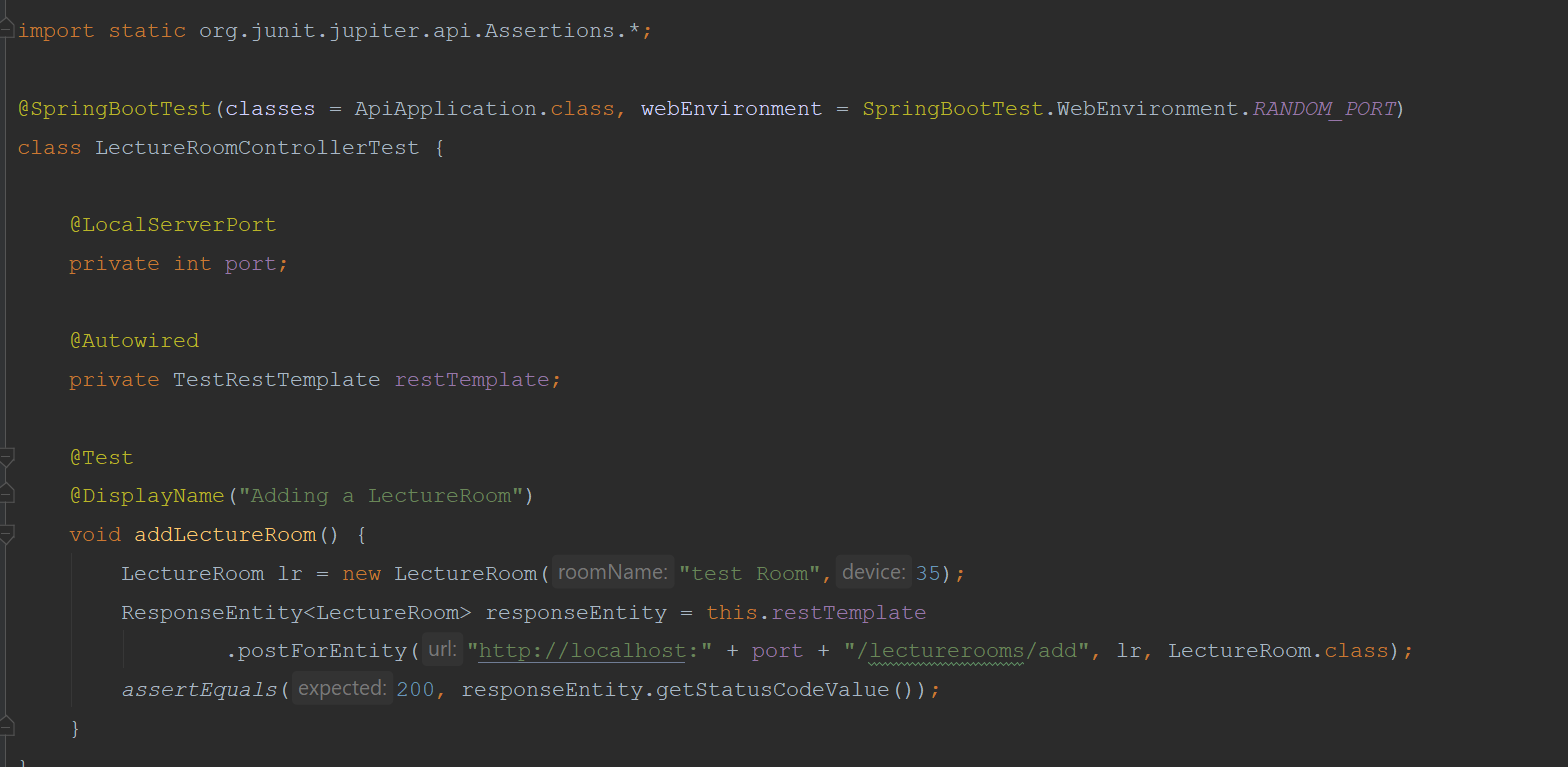 import static org.junit.jupiter.api.Assertions.*;
@SpringBootTest(classes = ApiApplication.class, webEnvironment = SpringBootTest.WebEnvironment.RANDOM_PORT)
class LectureRoomControllerTest {
@LocalServerPort
private int port;
@Autowired
private TestRestTemplate restTemplate;
@Test
@DisplayName("Adding a LectureRoom")
void addLectureRoom() {
LectureRoom lr = new LectureRoom( roomName: "test Room", device: 35);
ResponseEntity<LectureRoom> responseEntity = this.restTemplate
.postForEntity( url: "http://localhost:" + port + "/lecturerooms/add", lr, LectureRoom.class);
assertEquals( expected: 200, responseEntity.getStatusCodeValue());
}
}